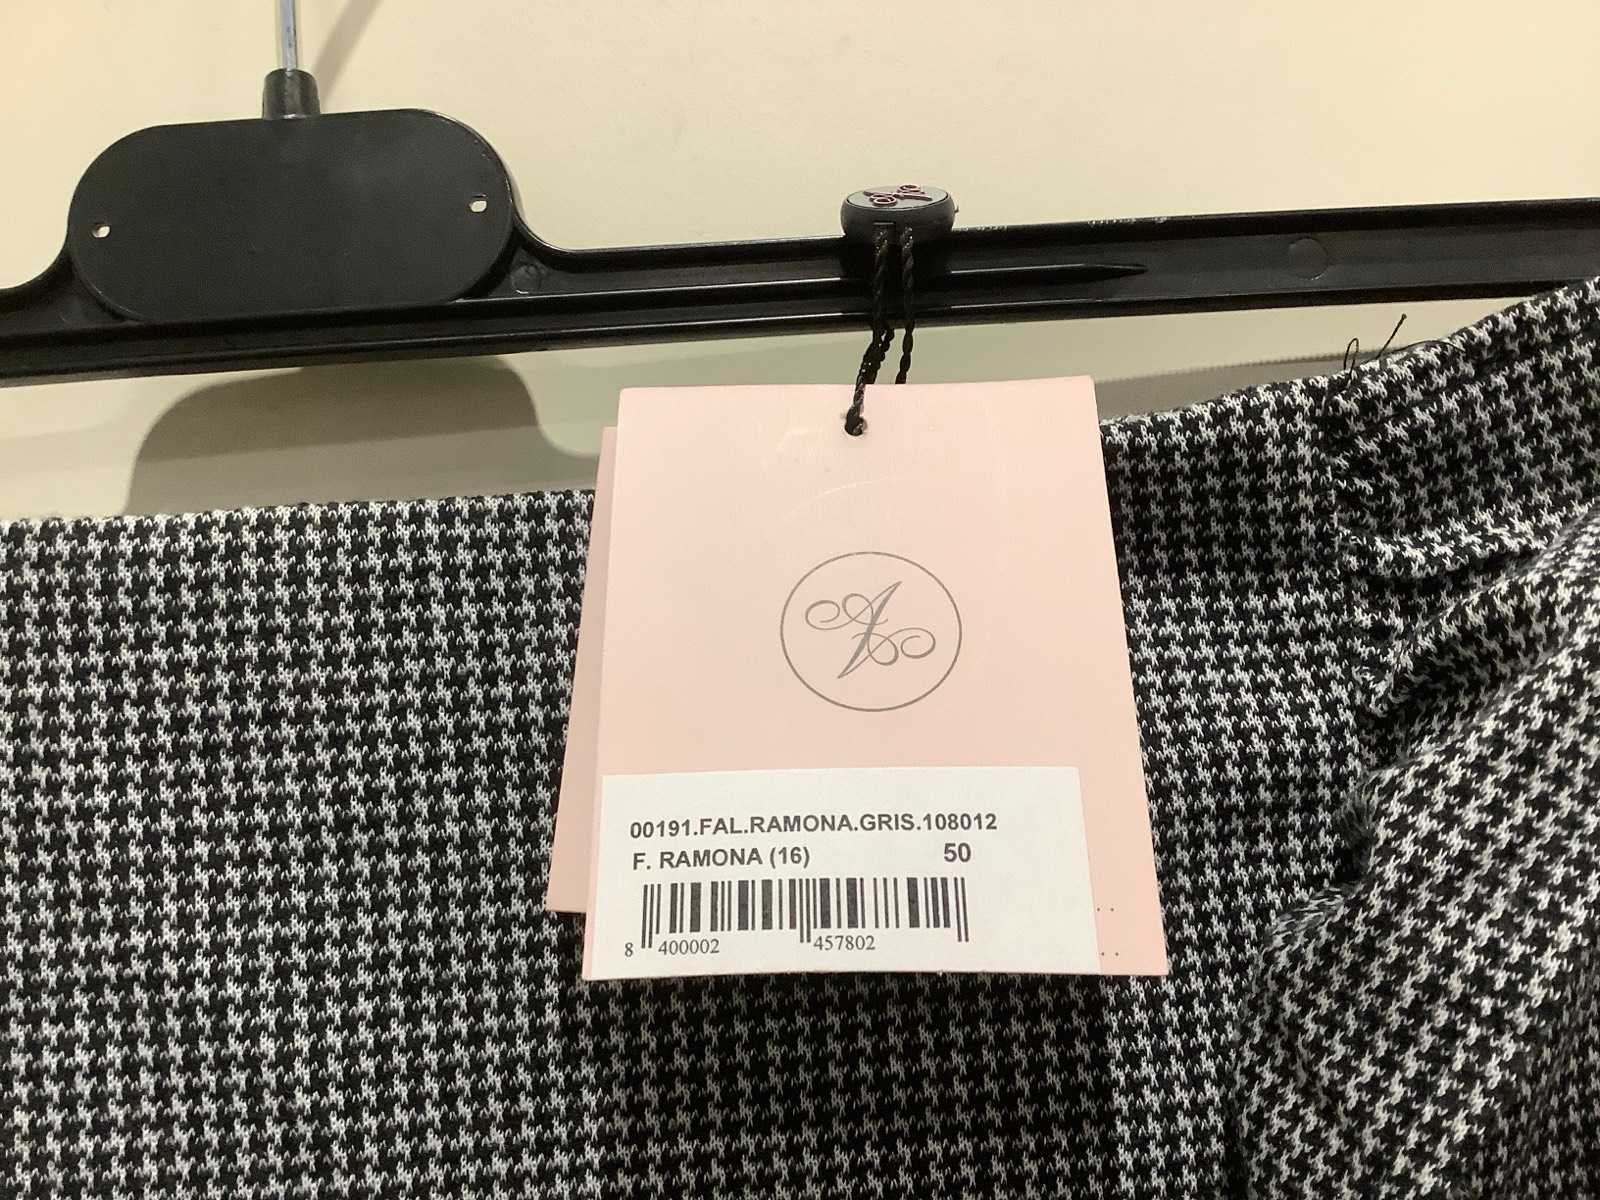 00191.FAL.RAMONA.GRIS.108012
F. RAMONA (16) 50
8 400002 457802